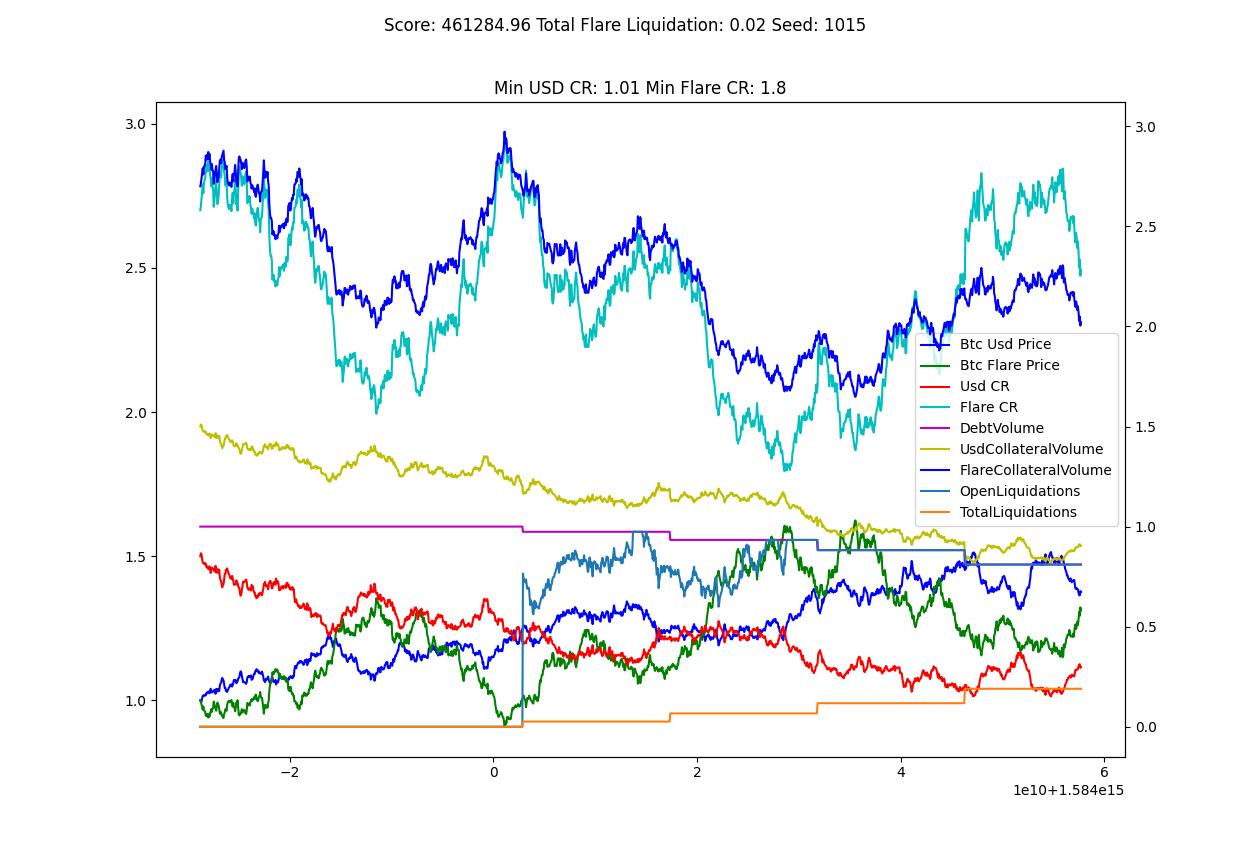 Score: 461284.96 Total Flare Liquidation: 0.02 Seed: 1015
Min USD CR: 1.01 Min Flare CR: 1.8
3.0
2.5
2.0
1.5
1.0
3.0
2.5
2.0
1.5
1.0
0.5
0.0
Btc Usd Price
Btc Flare Price
Usd CR
Flare CR
DebtVolume
UsdCollateralVolume
FlareCollateralVolume
OpenLiquidations
TotalLiquidations
−2 0 2 4 6
1e10+1.584e15